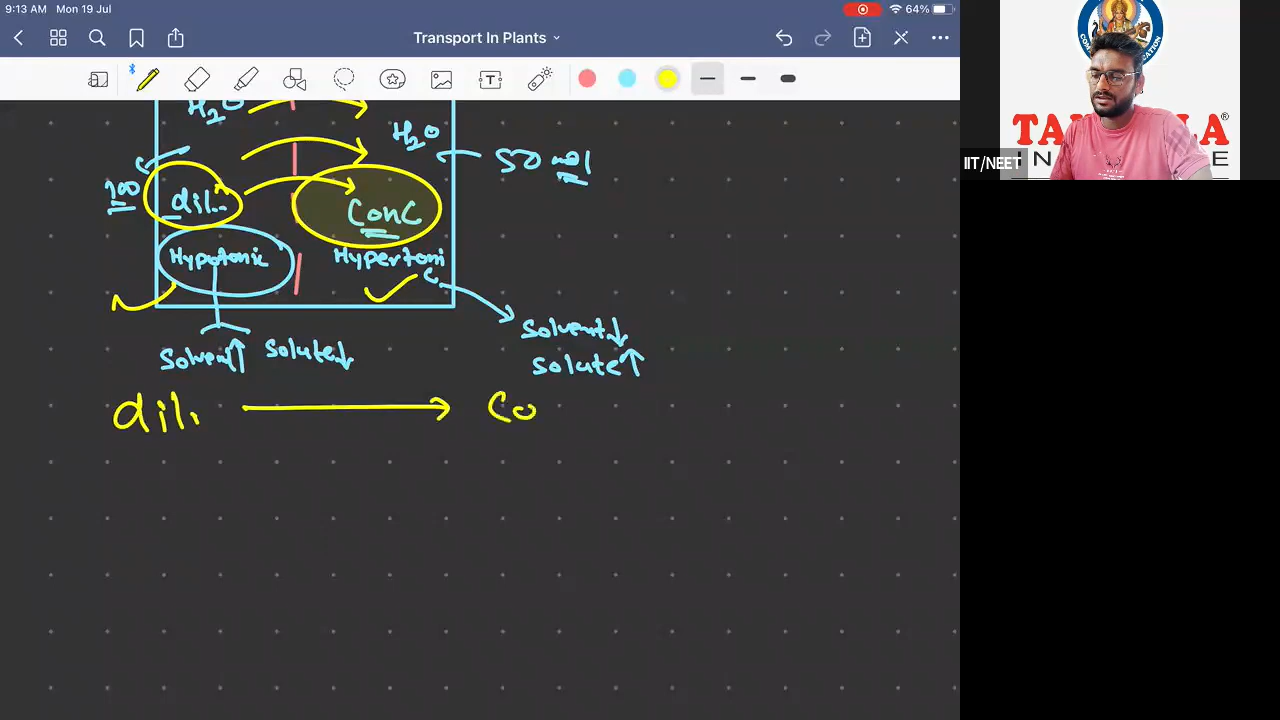 9:13 AM Mon 19 Jul
64%
Transport In Plants
H2O
H2O
50 mol
100
dil.
Conc
Hypotonic
Hypertonic
Solvent↓
Solute↑
Solvent↑ Solute↓
dil. → Co
IIT/NEET